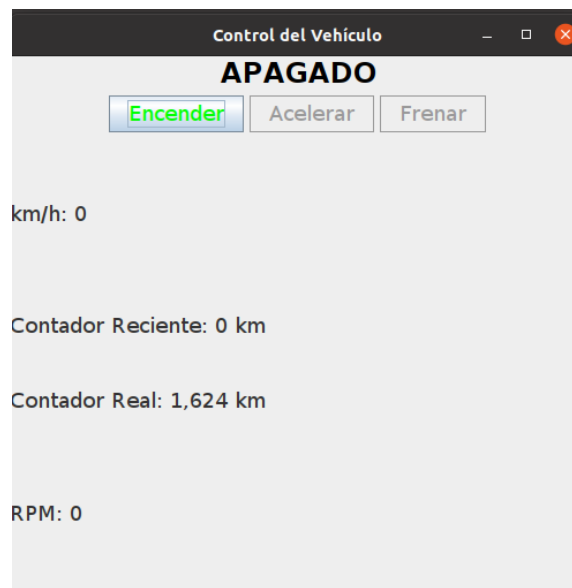 Control del Vehículo
APAGADO
Encender Acelerar Frenar
km/h: 0
Contador Reciente: 0 km
Contador Real: 1,624 km
RPM: 0